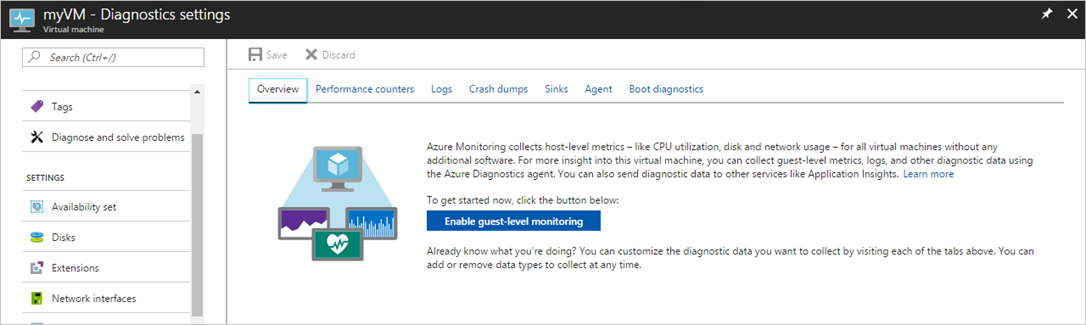 myVM - Diagnostics settings
Virtual machine
Search (Ctrl+/)
Tags
Diagnose and solve problems
SETTINGS
Availability set
Disks
Extensions
Network interfaces
Save
Discard
Overview Performance counters Logs Crash dumps Sinks Agent Boot diagnostics
Azure Monitoring collects host-level metrics – like CPU utilization, disk and network usage – for all virtual machines without any
additional software. For more insight into this virtual machine, you can collect guest-level metrics, logs, and other diagnostic data using
the Azure Diagnostics agent. You can also send diagnostic data to other services like Application Insights. Learn more
To get started now, click the button below:
Enable guest-level monitoring
Already know what you're doing? You can customize the diagnostic data you want to collect by visiting each of the tabs above. You can
add or remove data types to collect at any time.